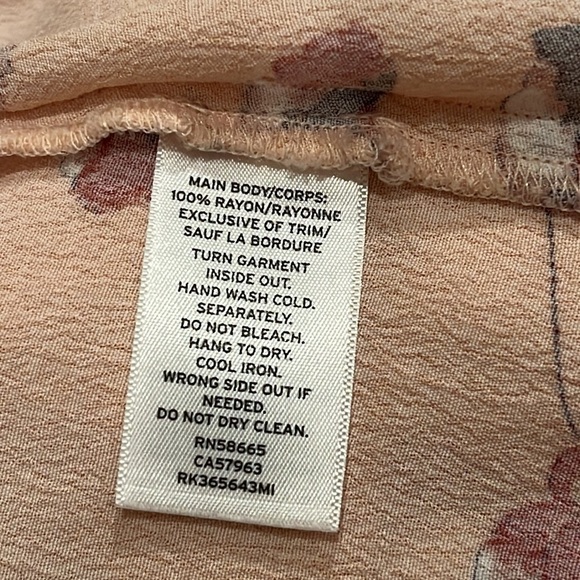 MAIN BODY/CORPS:
100% RAYON/RAYONNE
EXCLUSIVE OF TRIM/
SAUF LA BORDURE
TURN GARMENT
INSIDE OUT.
HAND WASH COLD.
SEPARATELY.
DO NOT BLEACH.
HANG TO DRY.
COOL IRON.
WRONG SIDE OUT IF
NEEDED.
DO NOT DRY CLEAN.
RN58665
CA57963
RK365643MI